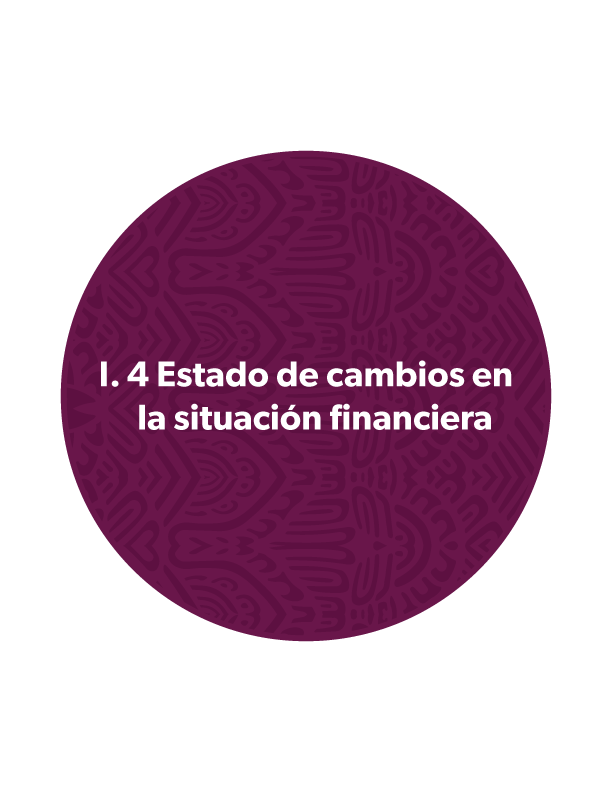 I. 4 Estado de cambios en
la situación financiera